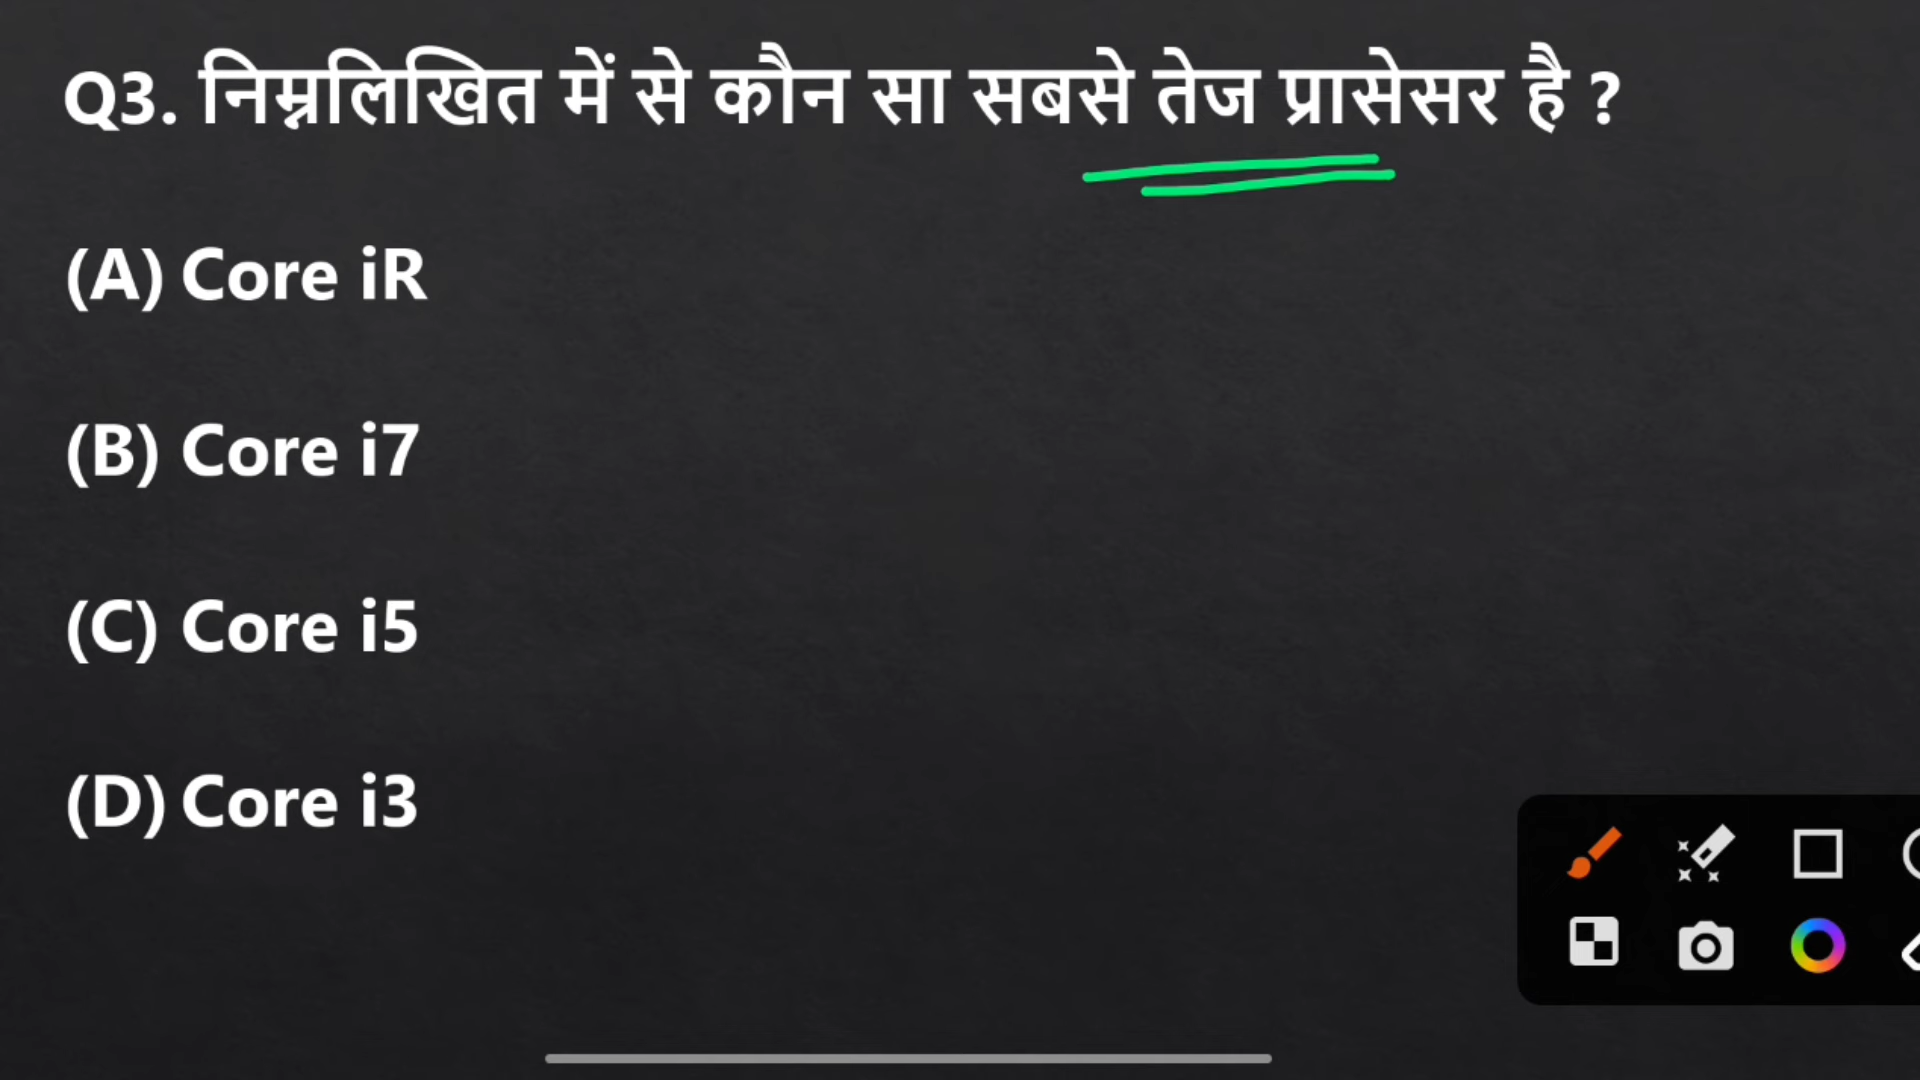 Q3. निम्नलिखित में से कौन सा सबसे तेज प्रासेसर है ?
(A) Core iR
(B) Core i7
(C) Core i5
(D) Core i3